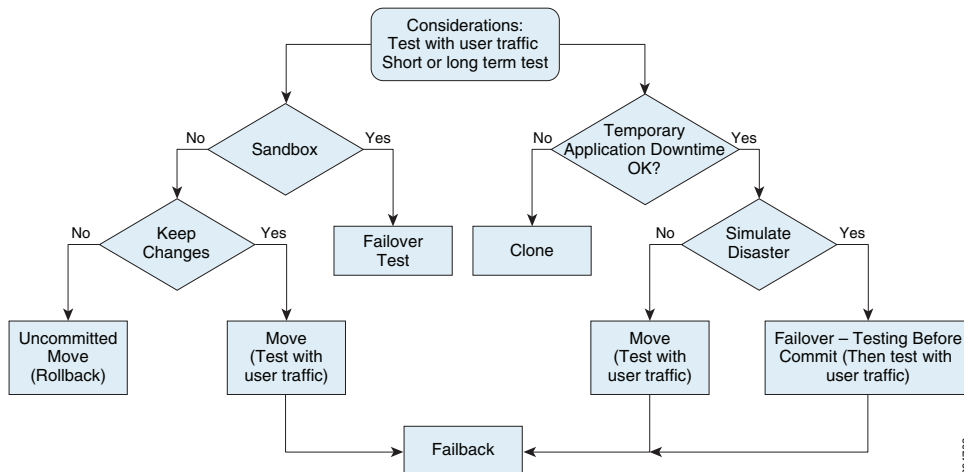 Considerations:
Test with user traffic
Short or long term test
No
Sandbox
Yes
No
Temporary
Application Downtime
OK?
Yes
No
Keep
Changes
Yes
Failover
Test
Clone
No
Simulate
Disaster
Yes
Uncommitted
Move
(Rollback)
Move
(Test with
user traffic)
Move
(Test with
user traffic)
Failover – Testing Before
Commit (Then test with
user traffic)
Failback